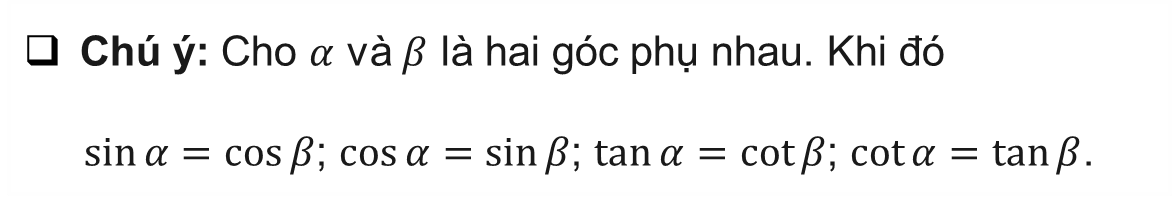 ❑ Chú ý: Cho α và β là hai góc phụ nhau. Khi đó
sin α = cos β; cos α = sin β; tan α = cot β; cot α = tan β.